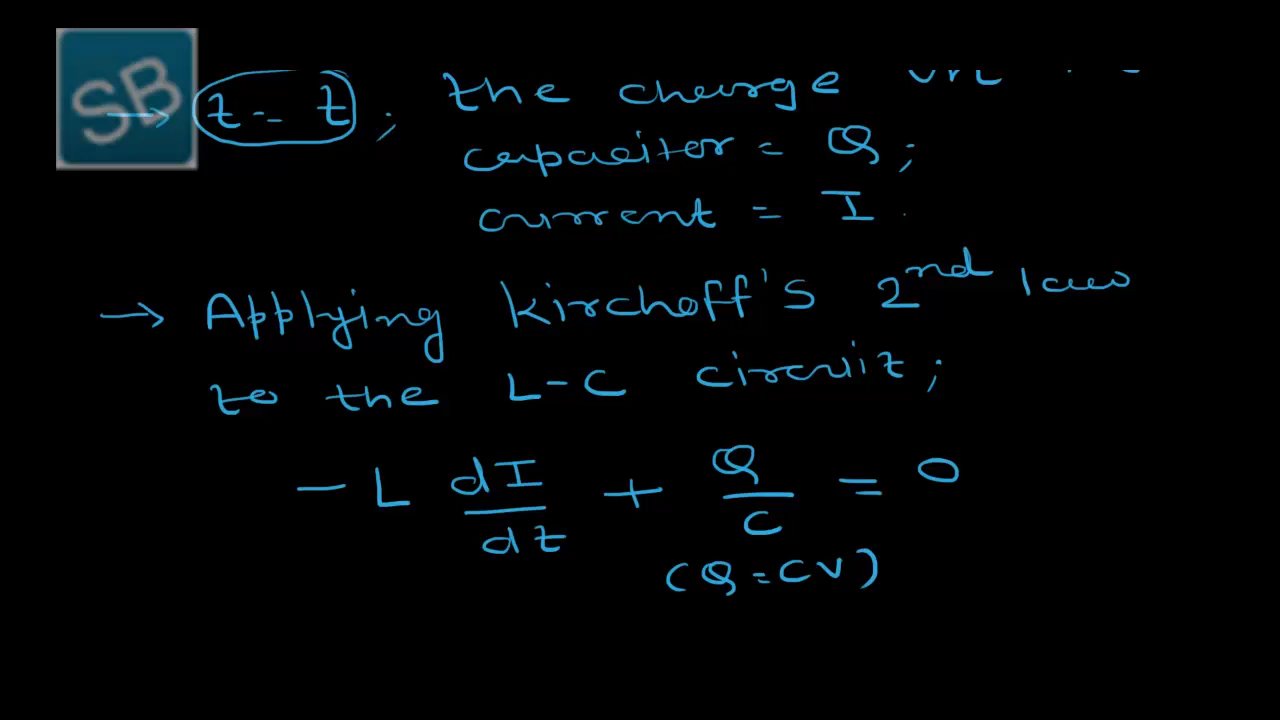 SB
→ t = t ; the charge
capacitor = Q ;
current = I .
→ Applying Kirchoff's 2nd law
to the L-C circuit ;
- L dI/dt + Q/C = 0
(Q = CV)